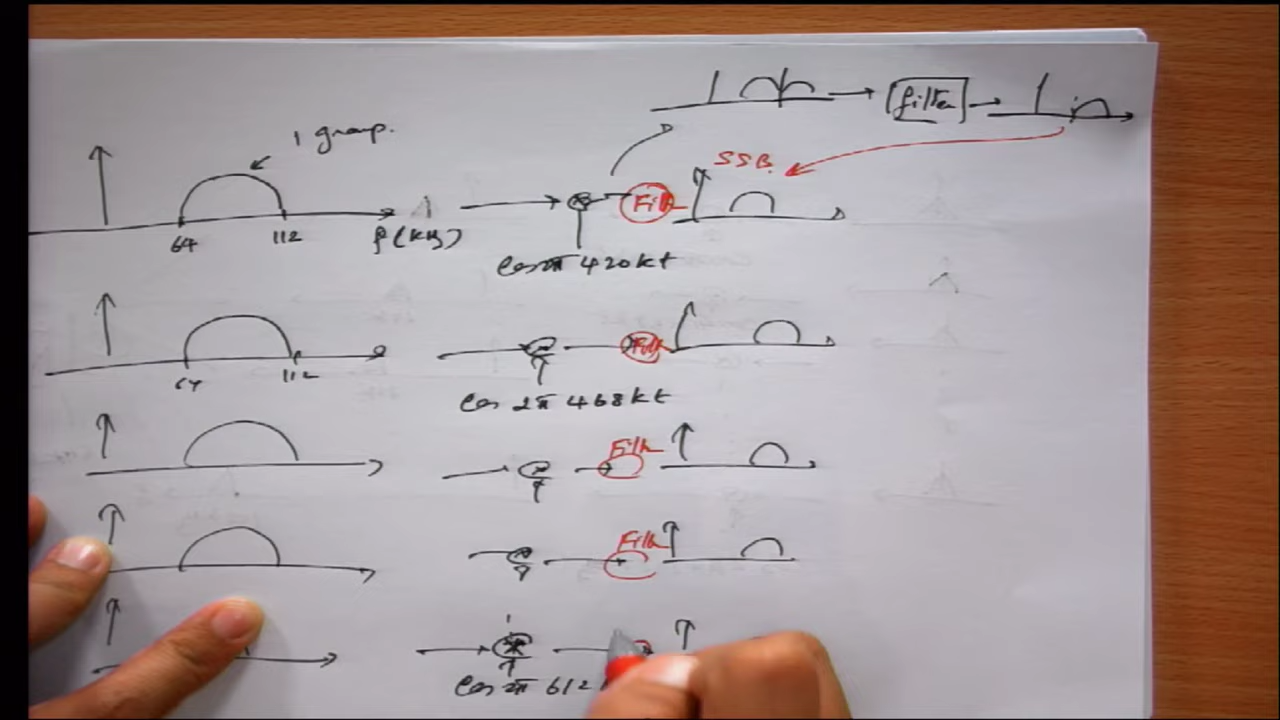 filter
1 group.
SSB.
Filt
64 112 f(kHz)
cos 2π 420kt
64 112
cos 2π 468kt
Filt
Filt
cos 2π 612